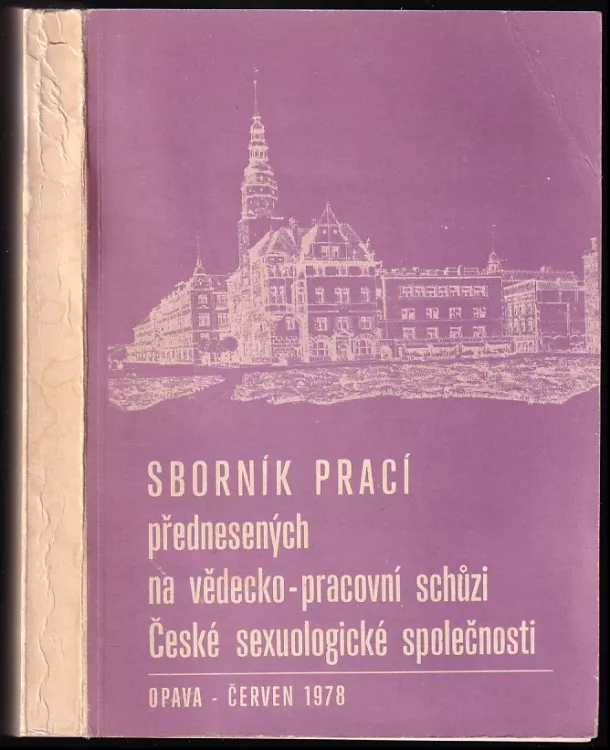 SBORNÍK PRACÍ
přednesených
na vědecko-pracovní schůzi
České sexuologické společnosti
OPAVA - ČERVEN 1978